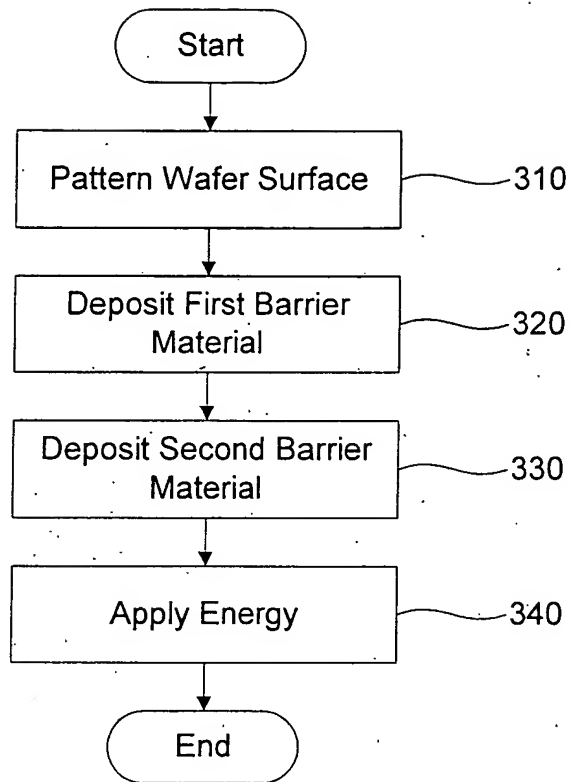 Start
Pattern Wafer Surface
310
Deposit First Barrier
Material
320
Deposit Second Barrier
Material
330
Apply Energy
340
End